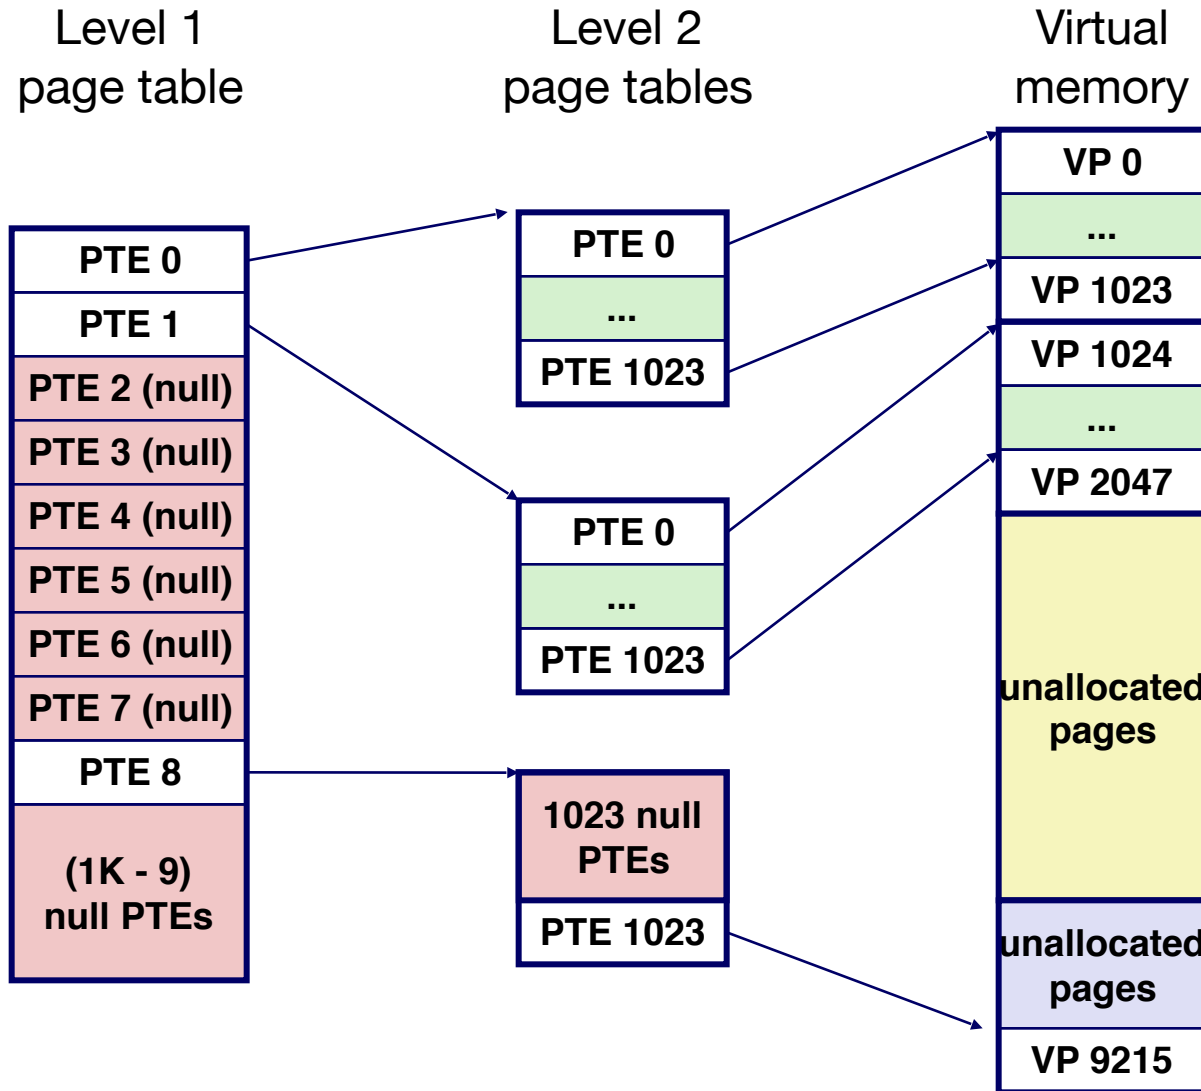 Level 1
page table
PTE 0
PTE 1
PTE 2 (null)
PTE 3 (null)
PTE 4 (null)
PTE 5 (null)
PTE 6 (null)
PTE 7 (null)
PTE 8
(1K - 9)
null PTEs
Level 2
page tables
PTE 0
...
PTE 1023
PTE 0
...
PTE 1023
1023 null
PTEs
PTE 1023
Virtual
memory
VP 0
...
VP 1023
VP 1024
...
VP 2047
unallocated
pages
unallocated
pages
VP 9215